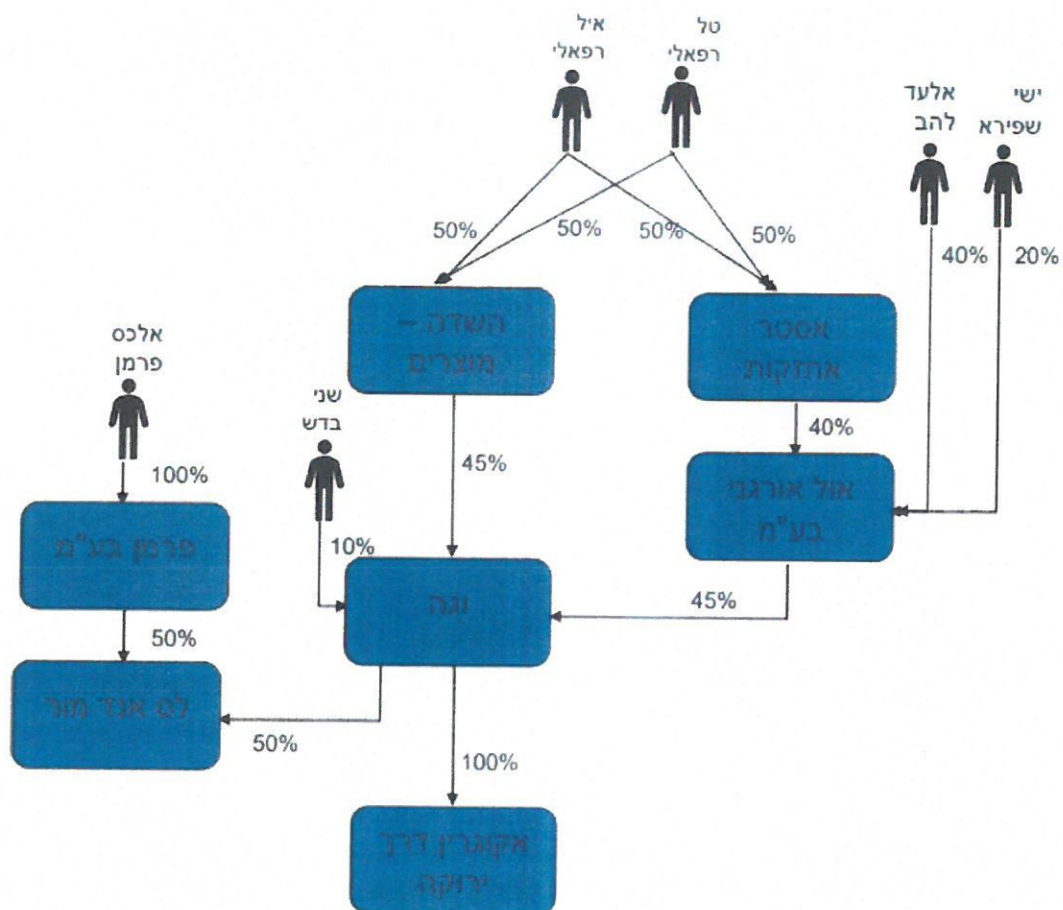 איל
רפאלי
טל
רפאלי
אלעד
להב
ישי
שפירא
50%
50%
50%
50%
40%
20%
השדה –
מוצרים
אסטר
אחזקות
אלכס
פרמן
שני
בדש
100%
45%
40%
פרמן בע"מ
אול אורגני
בע"מ
10%
וגה
45%
50%
לס אנד מור
50%
100%
אקוגרין דרך
ירוקה